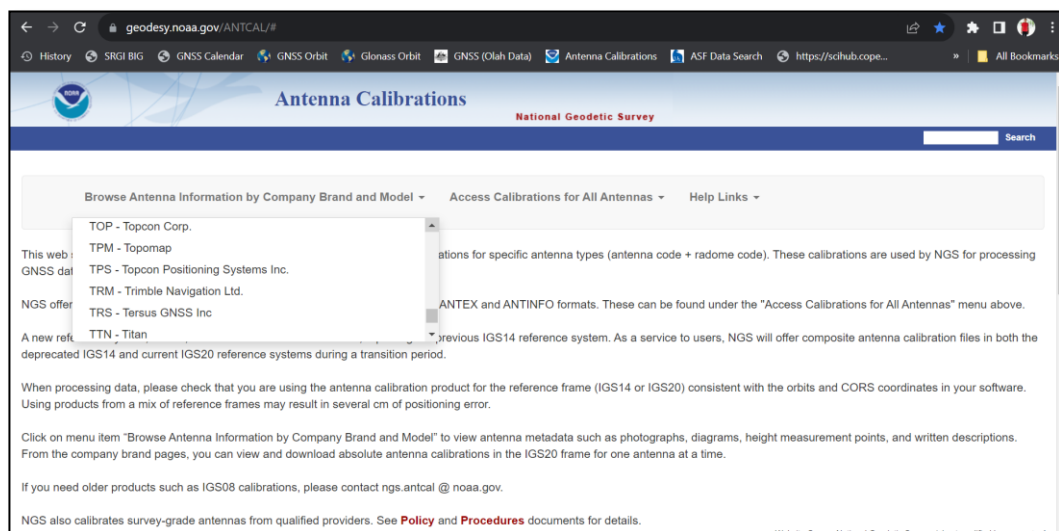 geodesy.noaa.gov/ANTCAL/#
History SRGI BIG GNSS Calendar GNSS Orbit Glonass Orbit GNSS (Olah Data) Antenna Calibrations ASF Data Search https://scihub.cope... » All Bookmarks
NOAA
Antenna Calibrations
National Geodetic Survey
Search
Browse Antenna Information by Company Brand and Model Access Calibrations for All Antennas Help Links
TOP - Topcon Corp.
TPM - Topomap
This web ations for specific antenna types (antenna code + radome code). These calibrations are used by NGS for processing
TPS - Topcon Positioning Systems Inc.
GNSS dat
TRM - Trimble Navigation Ltd.
NGS offer ANTEX and ANTINFO formats. These can be found under the "Access Calibrations for All Antennas" menu above.
TRS - Tersus GNSS Inc
TTN - Titan
A new refe previous IGS14 reference system. As a service to users, NGS will offer composite antenna calibration files in both the
deprecated IGS14 and current IGS20 reference systems during a transition period.
When processing data, please check that you are using the antenna calibration product for the reference frame (IGS14 or IGS20) consistent with the orbits and CORS coordinates in your software.
Using products from a mix of reference frames may result in several cm of positioning error.
Click on menu item "Browse Antenna Information by Company Brand and Model" to view antenna metadata such as photographs, diagrams, height measurement points, and written descriptions.
From the company brand pages, you can view and download absolute antenna calibrations in the IGS20 frame for one antenna at a time.
If you need older products such as IGS08 calibrations, please contact ngs.antcal @ noaa.gov.
NGS also calibrates survey-grade antennas from qualified providers. See Policy and Procedures documents for details.